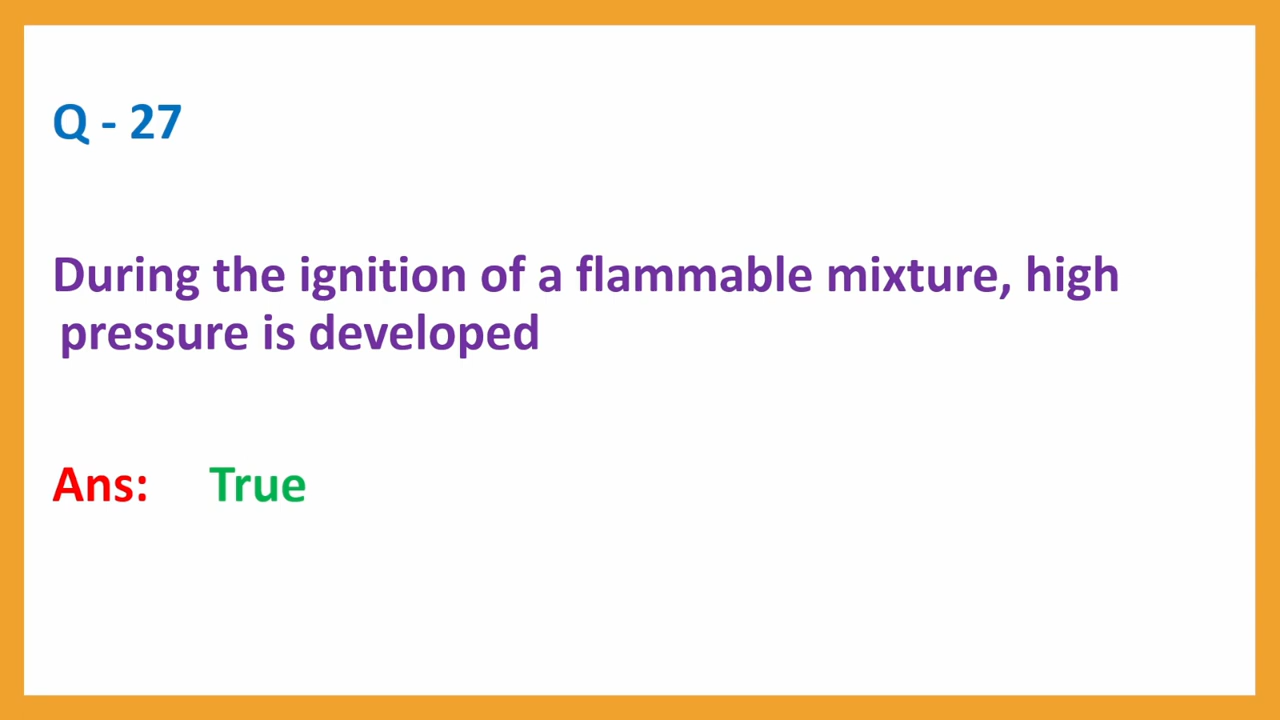 Q - 27
During the ignition of a flammable mixture, high
pressure is developed
Ans: True